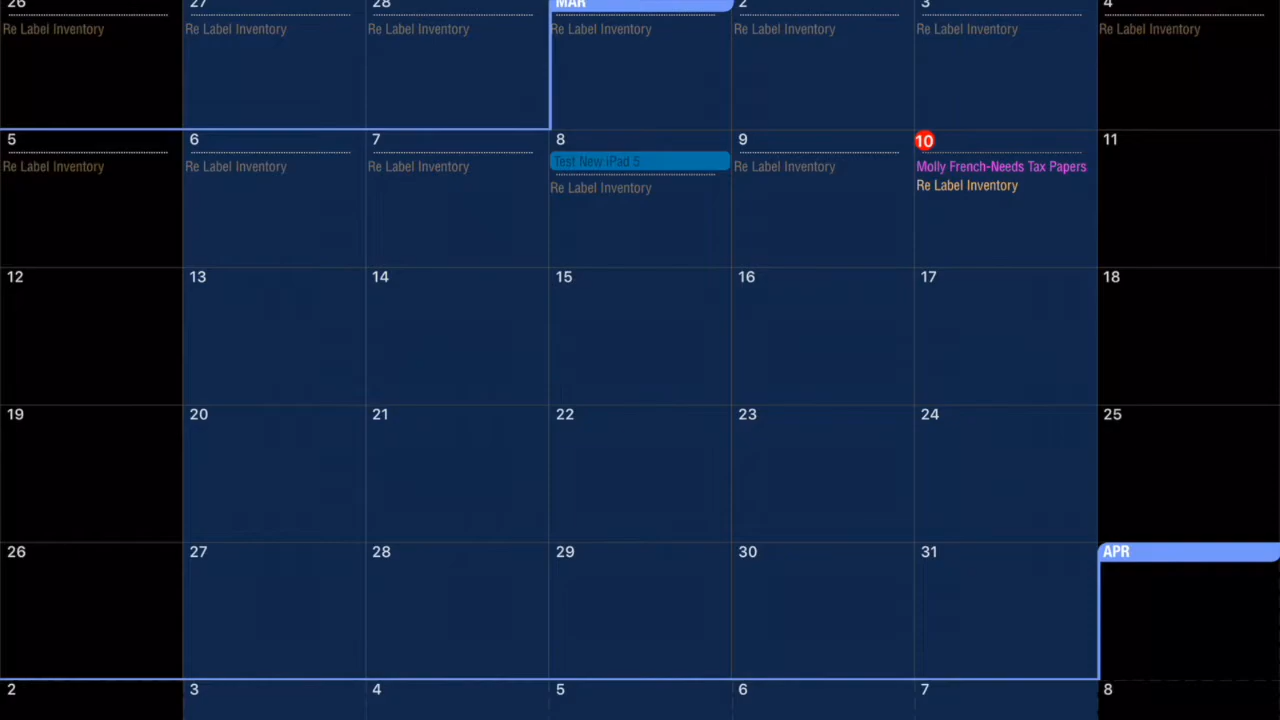 26 27 28 MAR 2 3 4
Re Label Inventory Re Label Inventory Re Label Inventory Re Label Inventory Re Label Inventory Re Label Inventory Re Label Inventory
5 6 7 8 9 10 11
Test New iPad 5
Re Label Inventory Re Label Inventory Re Label Inventory Re Label Inventory Molly French-Needs Tax Papers
Re Label Inventory Re Label Inventory
12 13 14 15 16 17 18
19 20 21 22 23 24 25
26 27 28 29 30 31 APR
2 3 4 5 6 7 8